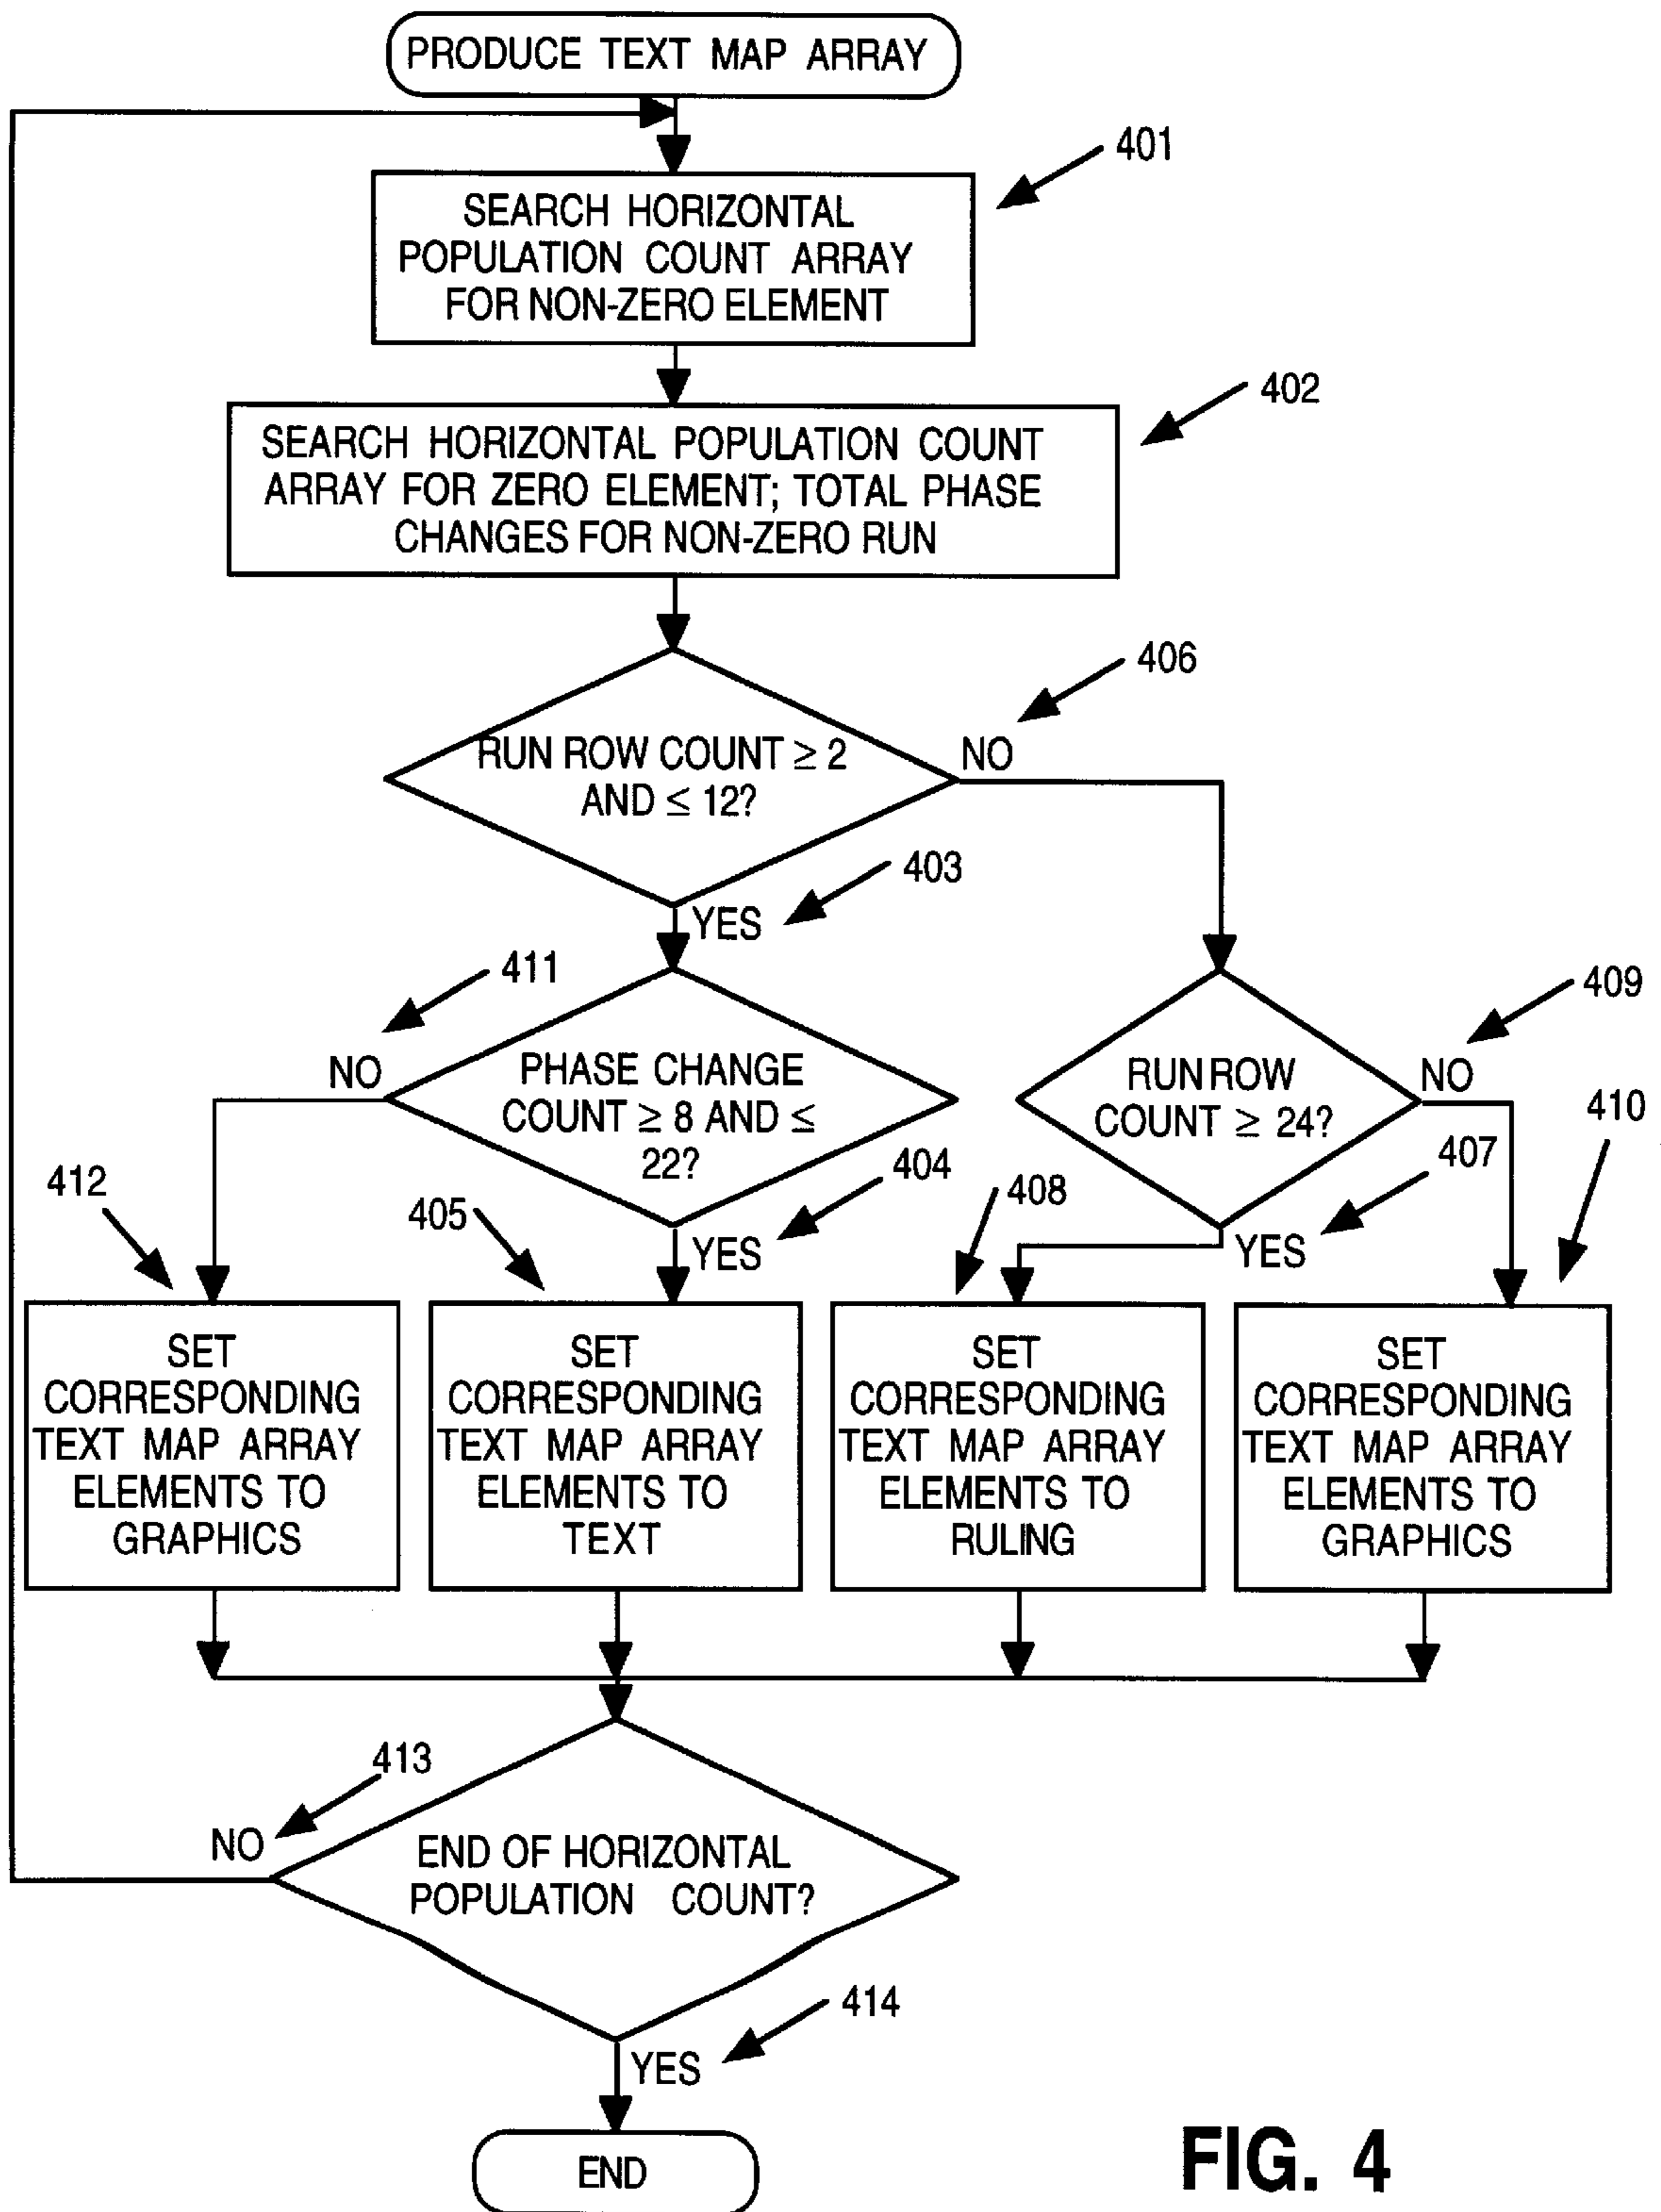 PRODUCE TEXT MAP ARRAY
401
SEARCH HORIZONTAL
POPULATION COUNT ARRAY
FOR NON-ZERO ELEMENT
402
SEARCH HORIZONTAL POPULATION COUNT
ARRAY FOR ZERO ELEMENT; TOTAL PHASE
CHANGES FOR NON-ZERO RUN
406
RUN ROW COUNT ≥ 2
AND ≤ 12?
NO
403
YES
411
NO
PHASE CHANGE
COUNT ≥ 8 AND ≤
22?
409
RUN ROW
COUNT ≥ 24?
NO
410
404
YES
407
YES
412
405
408
SET
CORRESPONDING
TEXT MAP ARRAY
ELEMENTS TO
GRAPHICS
SET
CORRESPONDING
TEXT MAP ARRAY
ELEMENTS TO
TEXT
SET
CORRESPONDING
TEXT MAP ARRAY
ELEMENTS TO
RULING
SET
CORRESPONDING
TEXT MAP ARRAY
ELEMENTS TO
GRAPHICS
413
NO
END OF HORIZONTAL
POPULATION COUNT?
414
YES
END
FIG. 4